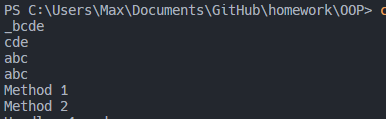 PS C:\Users\Max\Documents\GitHub\homework\OOP>
_bcde
cde
abc
abc
Method 1
Method 2